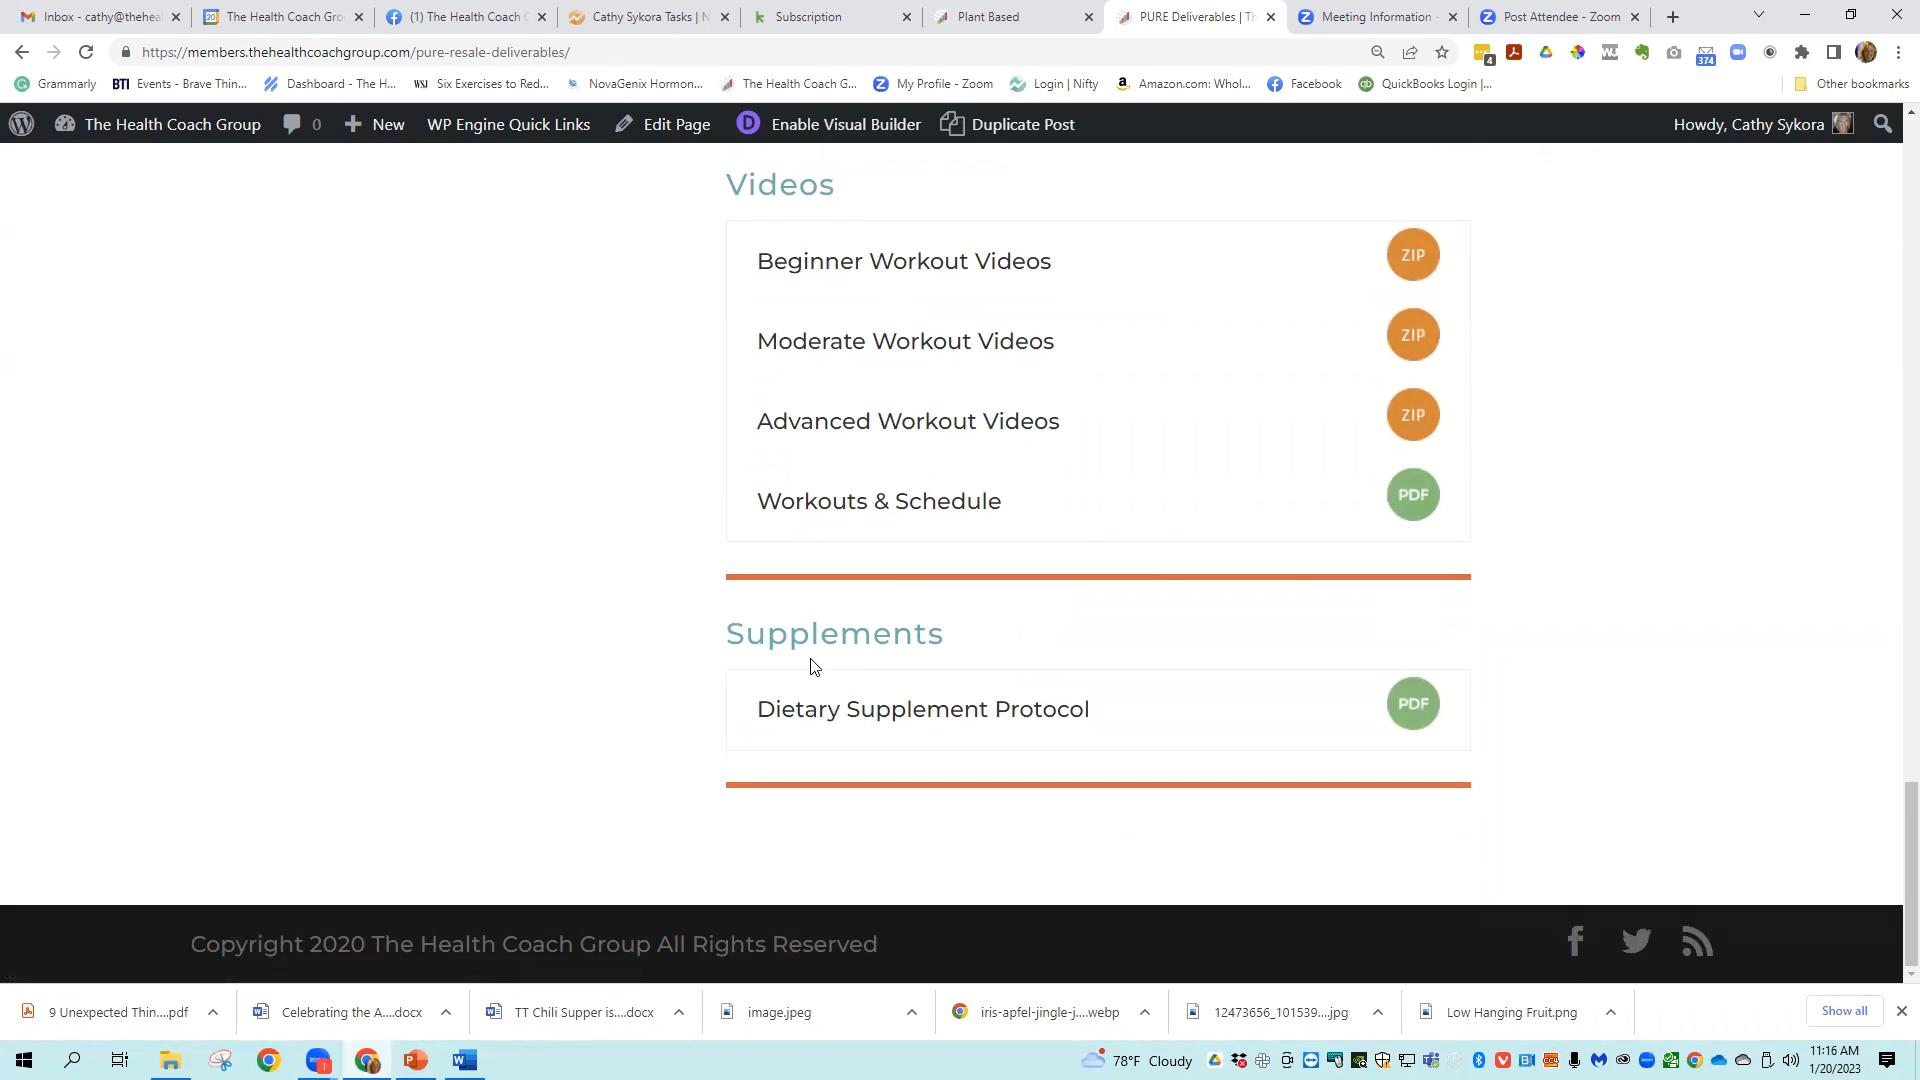 Inbox - cathy@theheal
The Health Coach Gro
(1) The Health Coach G
Cathy Sykora Tasks | N
Subscription
Plant Based
PURE Deliverables | Th
Meeting Information -
Post Attendee - Zoom
https://members.thehealthcoachgroup.com/pure-resale-deliverables/
4
374
Grammarly
BTI Events - Brave Thin...
Dashboard - The H...
WSJ Six Exercises to Red...
NovaGenix Hormon...
The Health Coach G...
My Profile - Zoom
Login | Nifty
Amazon.com: Whol...
Facebook
QuickBooks Login |...
Other bookmarks
The Health Coach Group
0
New
WP Engine Quick Links
Edit Page
D Enable Visual Builder
Duplicate Post
Howdy, Cathy Sykora
Videos
Beginner Workout Videos ZIP
Moderate Workout Videos ZIP
Advanced Workout Videos ZIP
Workouts & Schedule PDF
Supplements
Dietary Supplement Protocol PDF
Copyright 2020 The Health Coach Group All Rights Reserved
9 Unexpected Thin....pdf
Celebrating the A....docx
TT Chili Supper is....docx
image.jpeg
iris-apfel-jingle-j....webp
12473656_101539....jpg
Low Hanging Fruit.png
Show all
78°F Cloudy
11:16 AM
1/20/2023